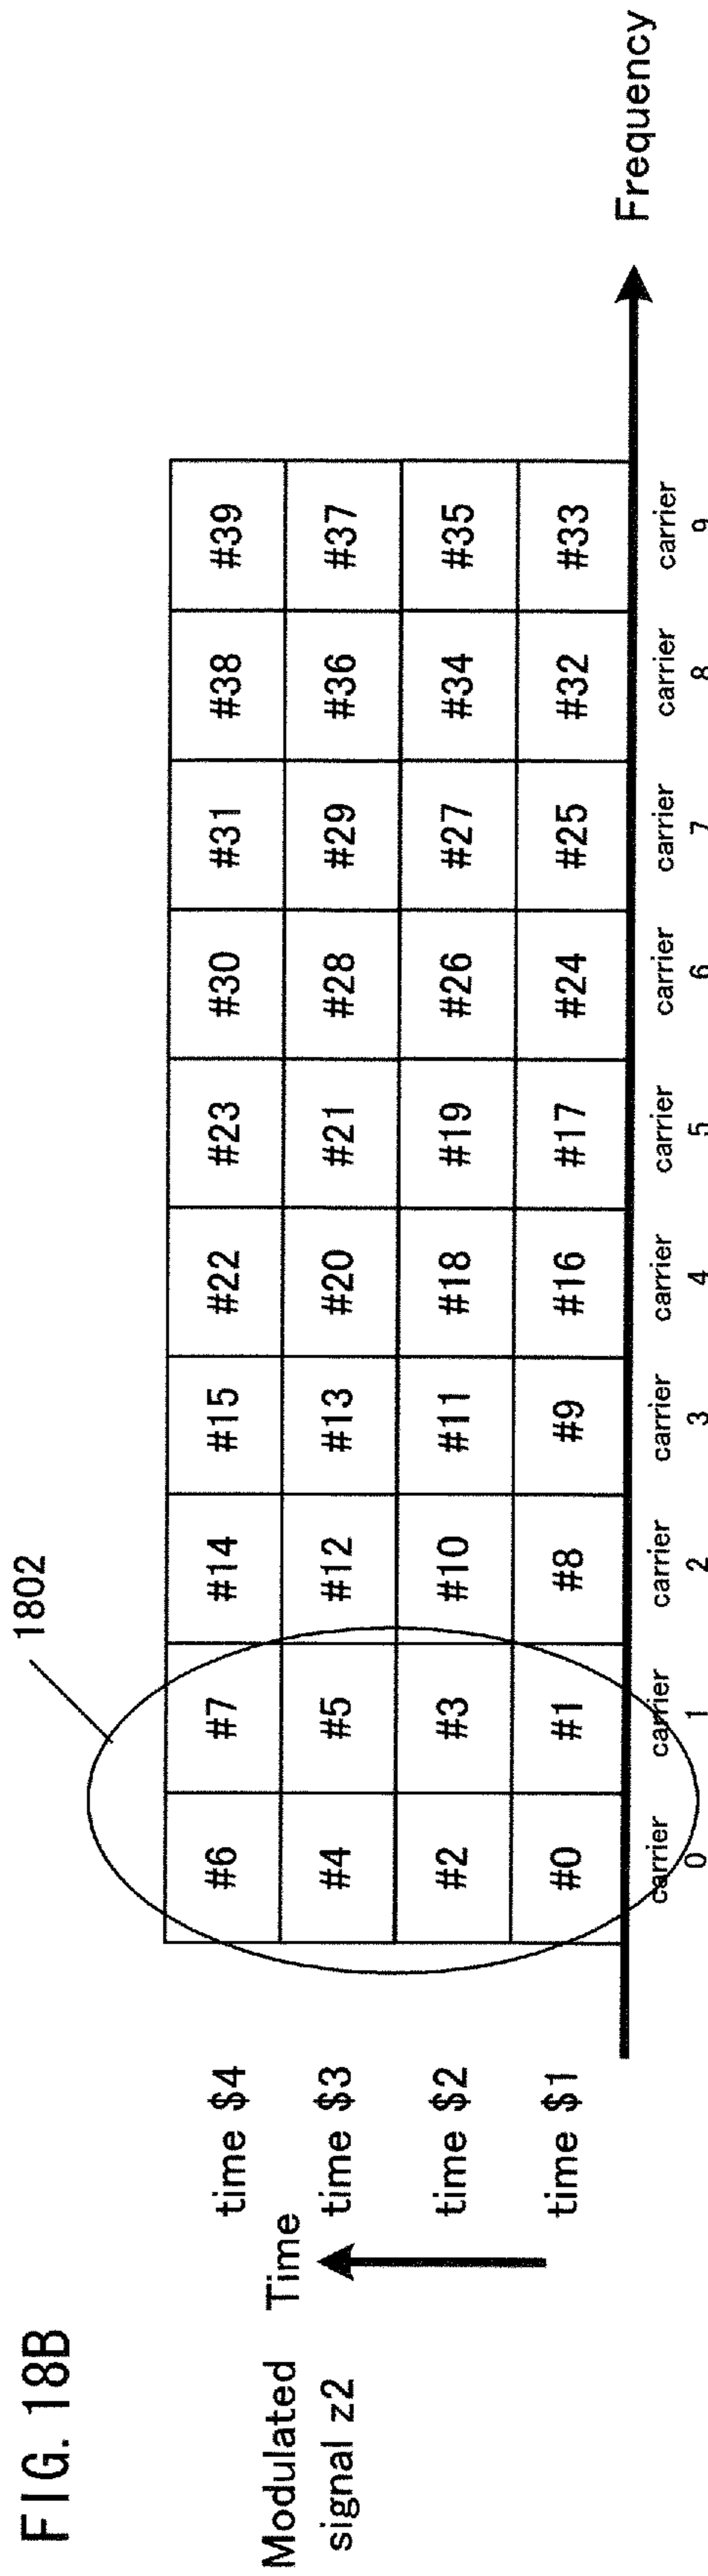 FIG. 18B
Modulated
signal z2
Time
1802
time $4 #6 #7 #14 #15 #22 #23 #30 #31 #38 #39
time $3 #4 #5 #12 #13 #20 #21 #28 #29 #36 #37
time $2 #2 #3 #10 #11 #18 #19 #26 #27 #34 #35
time $1 #0 #1 #8 #9 #16 #17 #24 #25 #32 #33
Frequency
carrier carrier carrier carrier carrier carrier carrier carrier carrier carrier
0 1 2 3 4 5 6 7 8 9